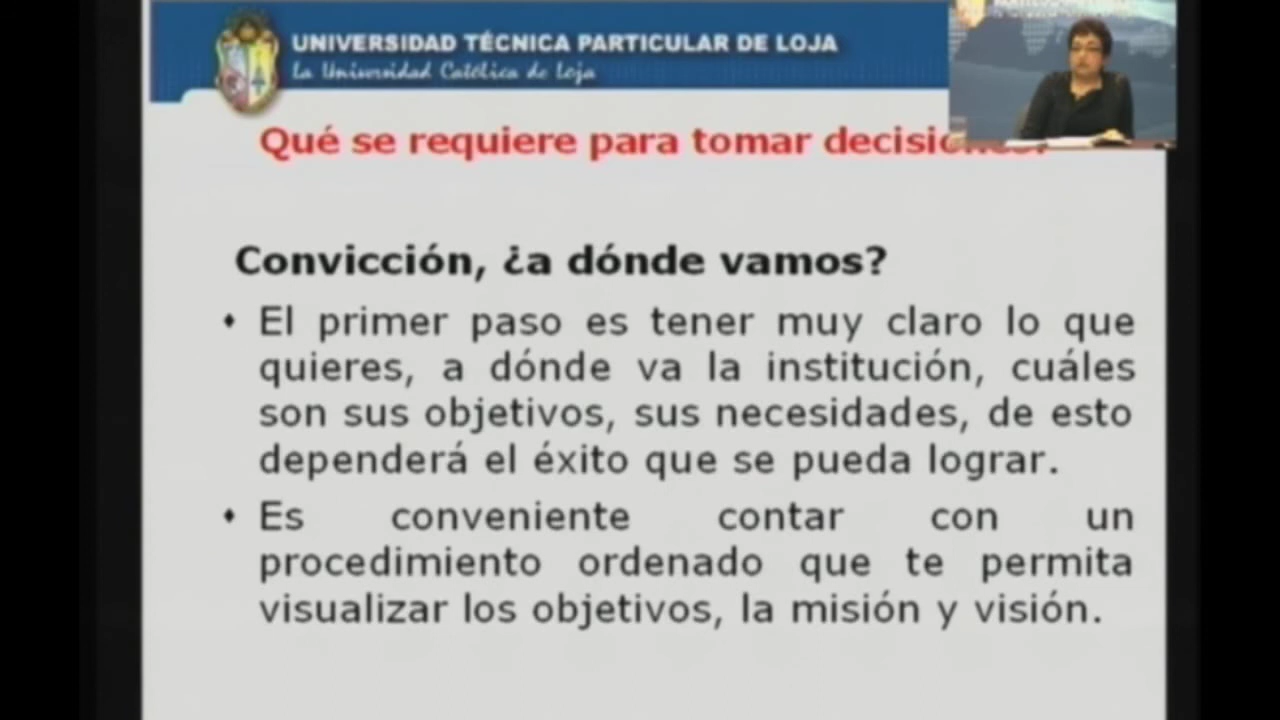 UNIVERSIDAD TÉCNICA PARTICULAR DE LOJA
La Universidad Católica de Loja
Qué se requiere para tomar
Convicción, ¿a dónde vamos?
El primer paso es tener muy claro lo que
quieres, a dónde va la institución, cuáles
son sus objetivos, sus necesidades, de esto
dependerá el éxito que se pueda lograr.
Es conveniente contar con un
procedimiento ordenado que te permita
visualizar los objetivos, la misión y visión.